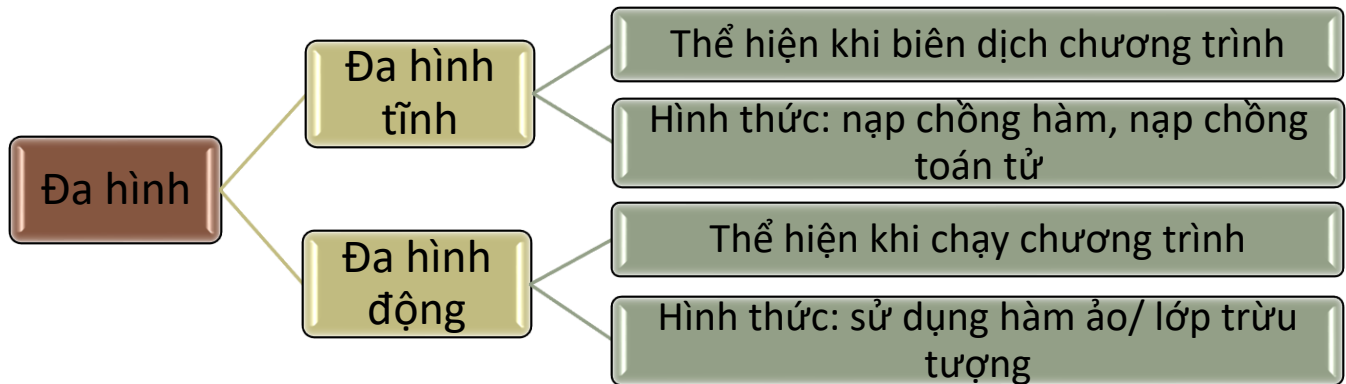 Đa hình
Đa hình
tĩnh
Thể hiện khi biên dịch chương trình
Hình thức: nạp chồng hàm, nạp chồng
toán tử
Đa hình
động
Thể hiện khi chạy chương trình
Hình thức: sử dụng hàm ảo/ lớp trừu
tượng